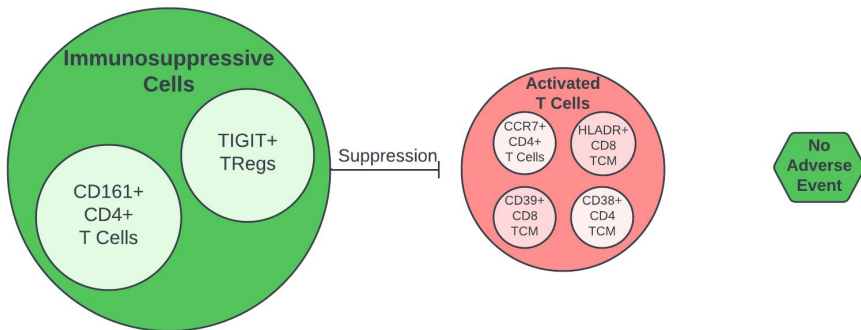 Immunosuppressive
Cells
TIGIT+
TRegs
CD161+
CD4+
T Cells
Suppression
Activated
T Cells
CCR7+
CD4+
T Cells
HLADR+
CD8
TCM
CD39+
CD8
TCM
CD38+
CD4
TCM
No
Adverse
Event